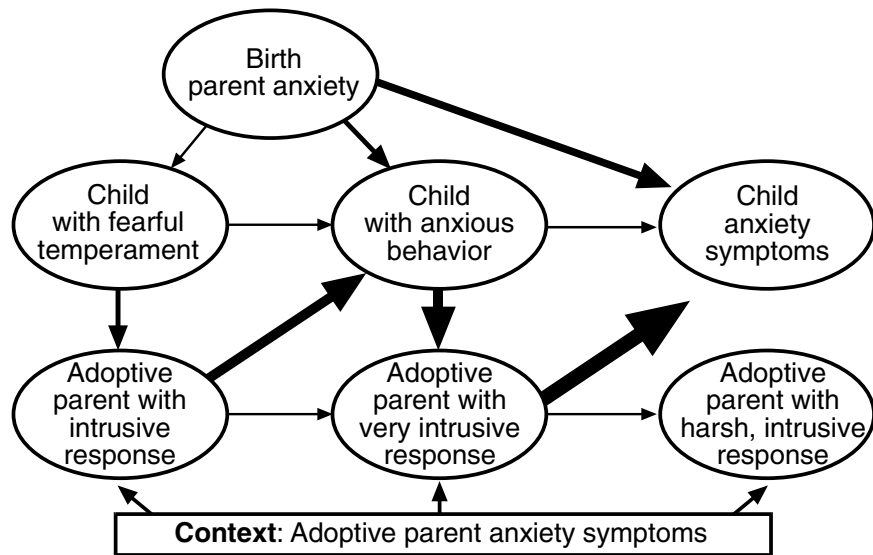 Birth
parent anxiety
Child
with fearful
temperament
Child
with anxious
behavior
Child
anxiety
symptoms
Adoptive
parent with
intrusive
response
Adoptive
parent with
very intrusive
response
Adoptive
parent with
harsh, intrusive
response
Context: Adoptive parent anxiety symptoms